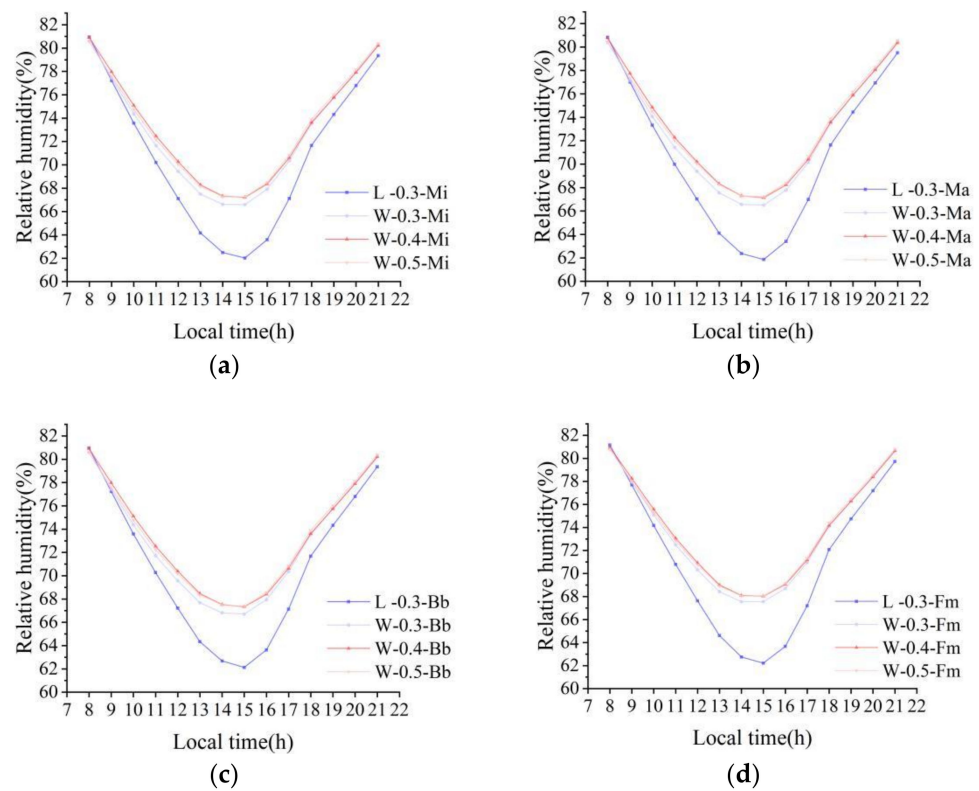 82
80
78
76
74
72
70
68
66
64
62
60
Relative humidity(%)
L -0.3-Mi
W-0.3-Mi
W-0.4-Mi
W-0.5-Mi
7 8 9 10 11 12 13 14 15 16 17 18 19 20 21 22
Local time(h)
(a)
82
80
78
76
74
72
70
68
66
64
62
60
Relative humidity(%)
L -0.3-Ma
W-0.3-Ma
W-0.4-Ma
W-0.5-Ma
7 8 9 10 11 12 13 14 15 16 17 18 19 20 21 22
Local time(h)
(b)
82
80
78
76
74
72
70
68
66
64
62
60
Relative humidity(%)
L -0.3-Bb
W-0.3-Bb
W-0.4-Bb
W-0.5-Bb
7 8 9 10 11 12 13 14 15 16 17 18 19 20 21 22
Local time(h)
(c)
82
80
78
76
74
72
70
68
66
64
62
60
Relative humidity(%)
L -0.3-Fm
W-0.3-Fm
W-0.4-Fm
W-0.5-Fm
7 8 9 10 11 12 13 14 15 16 17 18 19 20 21 22
Local time(h)
(d)